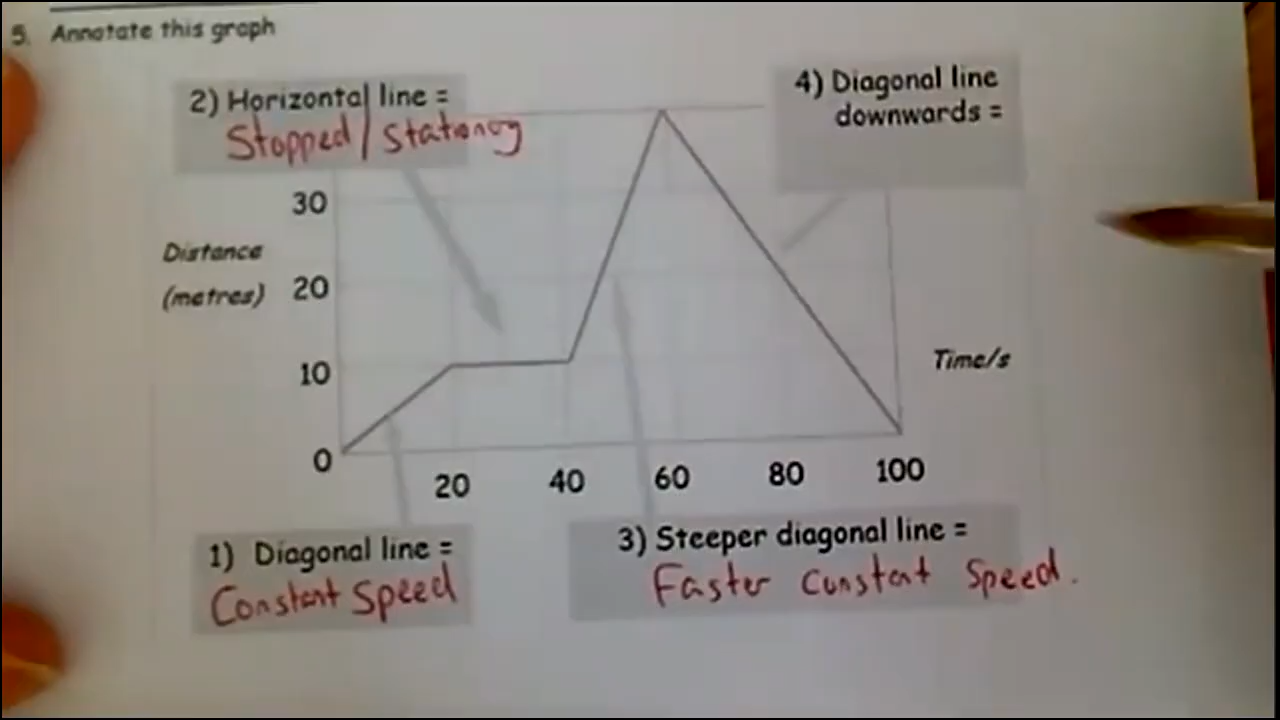 5. Annotate this graph
2) Horizontal line =
Stopped / Stationary
4) Diagonal line
downwards =
30
Distance
(metres)
20
10
0
Time/s
20 40 60 80 100
1) Diagonal line =
Constant Speed
3) Steeper diagonal line =
Faster Constant Speed.